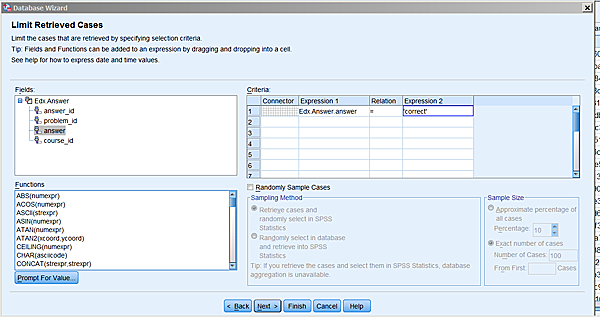 Database Wizard
Limit Retrieved Cases
Limit the cases that are retrieved by specifying selection criteria.
Tip: Fields and Functions can be added to an expression by dragging and dropping into a cell.
See help for how to express date and time values.
Fields:
Edx.Answer
answer_id
problem_id
answer
course_id
Criteria:
Connector Expression 1 Relation Expression 2
1 Edx.Answer.answer = 'correct'
2
3
4
5
6
7
Functions
ABS(numexpr)
ACOS(numexpr)
ASCII(strexpr)
ASIN(numexpr)
ATAN(numexpr)
ATAN2(xcoord,ycoord)
CEILING(numexpr)
CHAR(asciicode)
CONCAT(strexpr,strexpr)
Prompt For Value...
Randomly Sample Cases
Sampling Method
Retrieve cases and
randomly select in SPSS
Statistics
Randomly select in database
and retrieve into SPSS
Statistics
Tip: If you retrieve the cases and select them in SPSS Statistics, database
aggregation is unavailable.
Sample Size
Approximate percentage of
all cases
Percentage: 10
Exact number of cases
Number of Cases: 100
From First: Cases
< Back Next > Finish Cancel Help